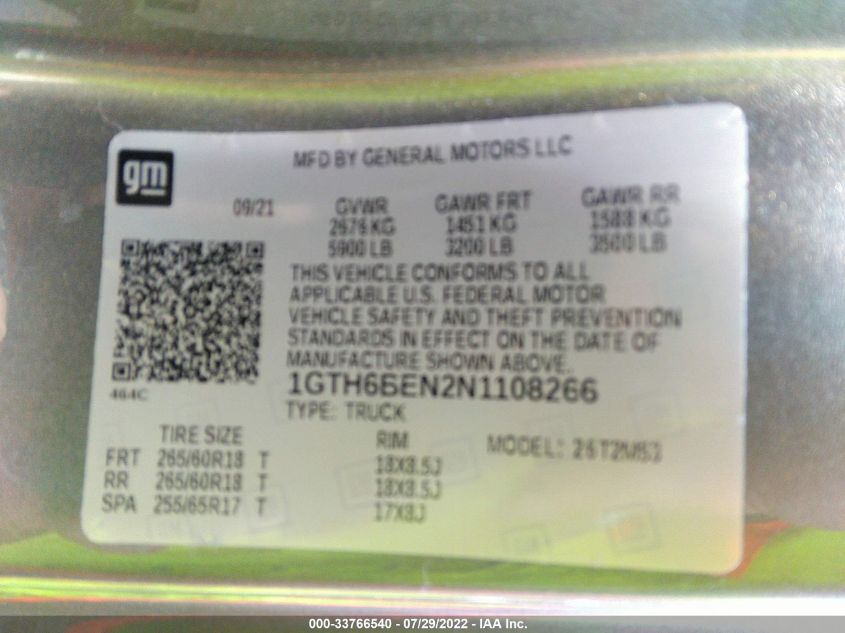 gm
MFD BY GENERAL MOTORS LLC
09/21 GVWR GAWR FRT GAWR RR
2676 KG 1451 KG 1588 KG
5900 LB 3200 LB 3500 LB
THIS VEHICLE CONFORMS TO ALL
APPLICABLE U.S. FEDERAL MOTOR
VEHICLE SAFETY AND THEFT PREVENTION
STANDARDS IN EFFECT ON THE DATE OF
MANUFACTURE SHOWN ABOVE.
464C
1GTH6BEN2N1108266
TYPE: TRUCK
TIRE SIZE RIM MODEL:
FRT 265/60R18 T 18X8.5J
RR 265/60R18 T 18X8.5J
SPA 255/65R17 T 17X8J
000-33766540 - 07/29/2022 - IAA Inc.